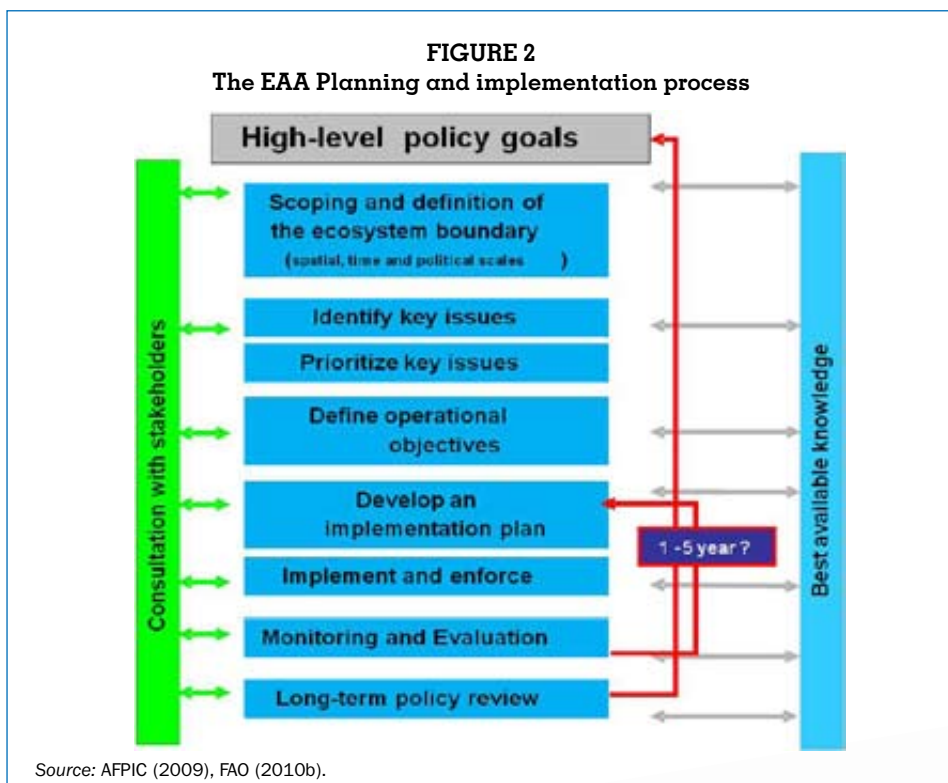 FIGURE 2
The EAA Planning and implementation process
High-level policy goals
Consultation with stakeholders
Scoping and definition of
the ecosystem boundary
(spatial, time and political scales )
Identify key issues
Prioritize key issues
Define operational
objectives
Develop an
implementation plan
Implement and enforce
Monitoring and Evaluation
Long-term policy review
1 -5 year ?
Best available knowledge
Source: AFPIC (2009), FAO (2010b).